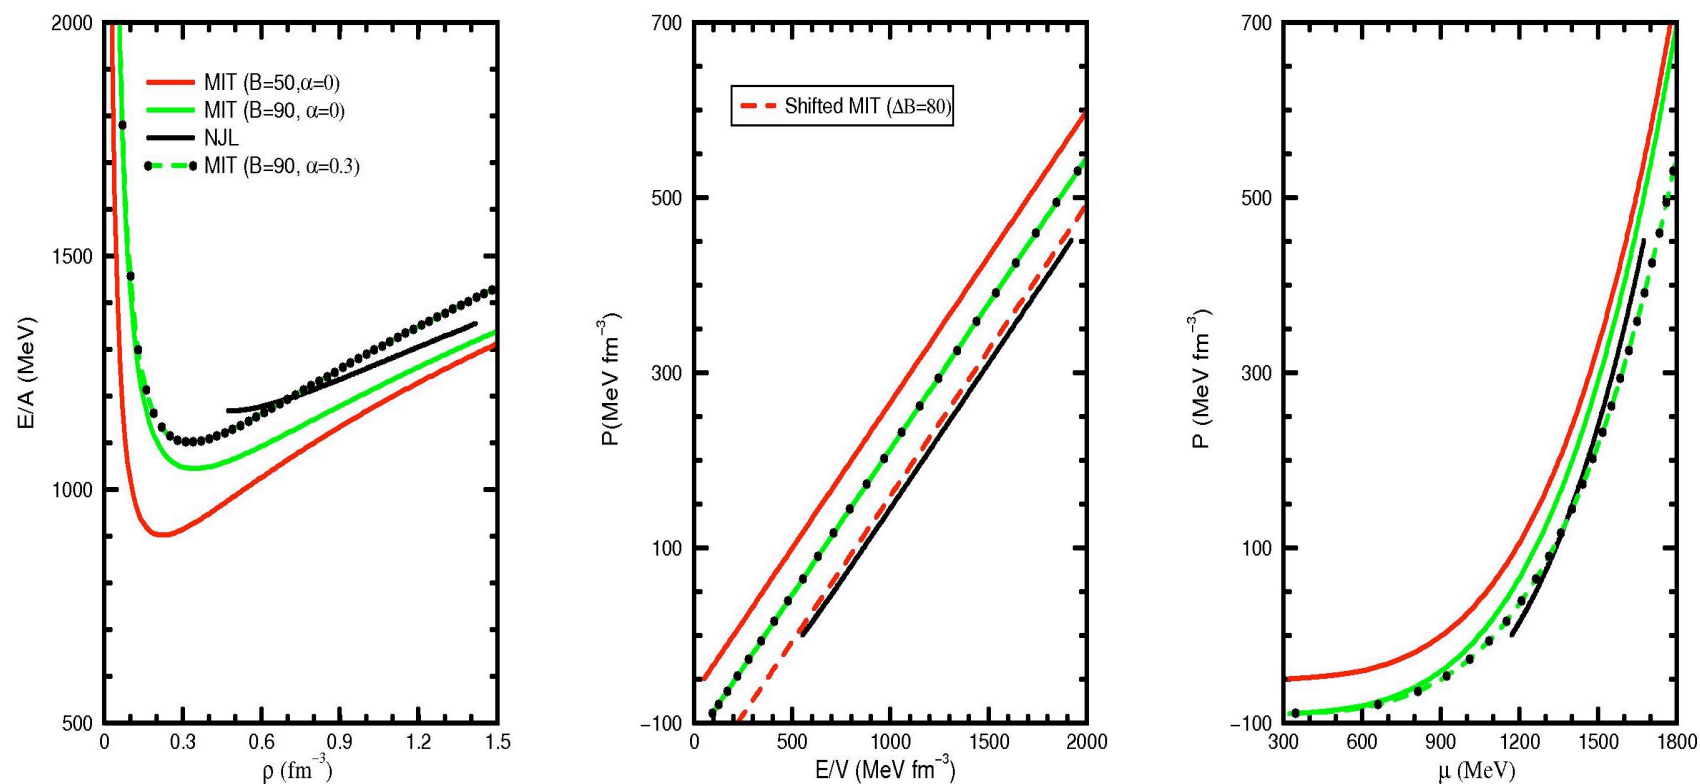 2000
1500
1000
500
E/A (MeV)
MIT (B=50,α=0)
MIT (B=90, α=0)
NJL
MIT (B=90, α=0.3)
0 0.3 0.6 0.9 1.2 1.5
ρ (fm⁻³)
700
500
300
100
−100
P(MeV fm⁻³)
Shifted MIT (ΔB=80)
0 500 1000 1500 2000
E/V (MeV fm⁻³)
700
500
300
100
−100
P (MeV fm⁻³)
300 600 900 1200 1500 1800
μ (MeV)